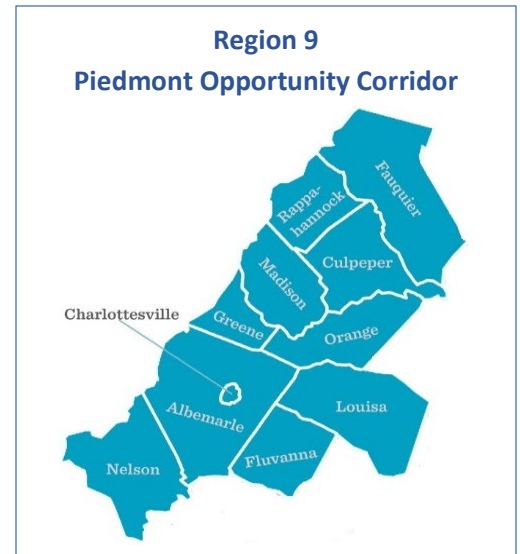 Region 9
Piedmont Opportunity Corridor
Fauquier
Rappa-
hannock
Culpeper
Madison
Charlottesville
Greene
Orange
Albemarle
Louisa
Fluvanna
Nelson